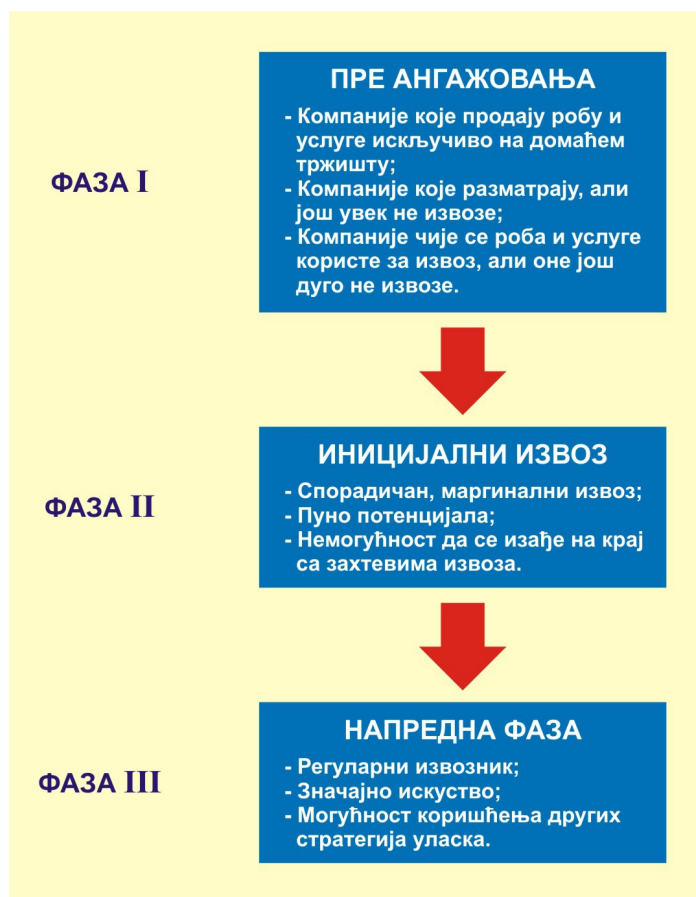 ПРЕ АНГАЖОВАЊА
- Компаније које продају робу и
услуге искључиво на домаћем
тржишту;
- Компаније које разматрају, али
још увек не извозе;
- Компаније чије се роба и услуге
користе за извоз, али оне још
дуго не извозе.
ФАЗА I
ИНИЦИЈАЛНИ ИЗВОЗ
- Спорадичан, маргинални извоз;
- Пуно потенцијала;
- Немогућност да се изађе на крај
са захтевима извоза.
ФАЗА II
НАПРЕДНА ФАЗА
- Регуларни извозник;
- Значајно искуство;
- Могућност коришћења других
стратегија уласка.
ФАЗА III